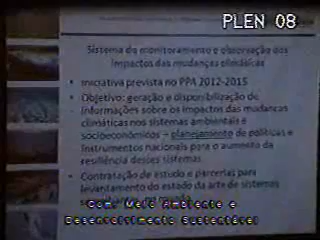 PLEN 08
Sistema de monitoramento e observação dos
impactos das mudanças climáticas
• Iniciativa prevista no PPA 2012-2015
• Objetivo: geração e disponibilização de
informações sobre os impactos das mudanças
climáticas nos sistemas ambientais e
socioeconômicos – planejamento de políticas e
instrumentos nacionais para o aumento da
resiliência desses sistemas
• Contratação de estudo e parcerias para
levantamento do estado da arte de sistemas
Com. Meio Ambiente e
Desenvolvimento Sustentável